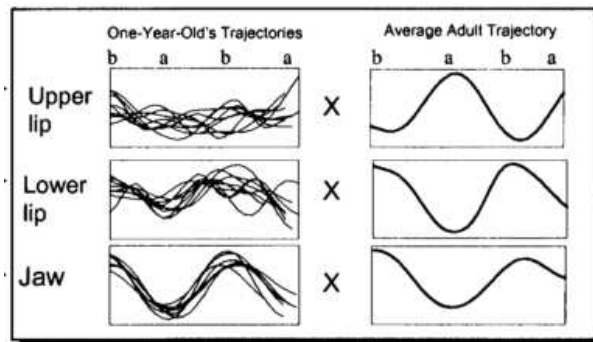 One-Year-Old's Trajectories Average Adult Trajectory
b a b a b a b a
Upper lip X
Lower lip X
Jaw X